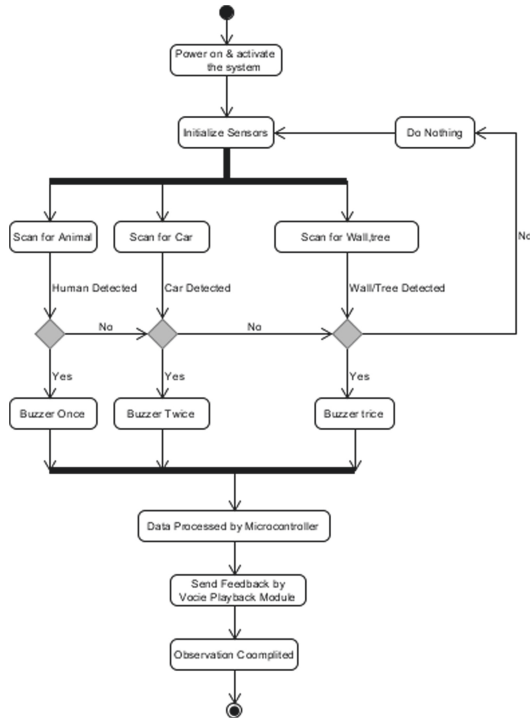 Power on & activate
the system
Initialize Sensors
Do Nothing
Scan for Animal
Scan for Car
Scan for Wall,tree
No
Human Detected
Car Detected
Wall/Tree Detected
No
No
Yes
Yes
Yes
Buzzer Once
Buzzer Twice
Buzzer trice
Data Processed by Microcontroller
Send Feedback by
Vocie Playback Module
Observation Coomplited